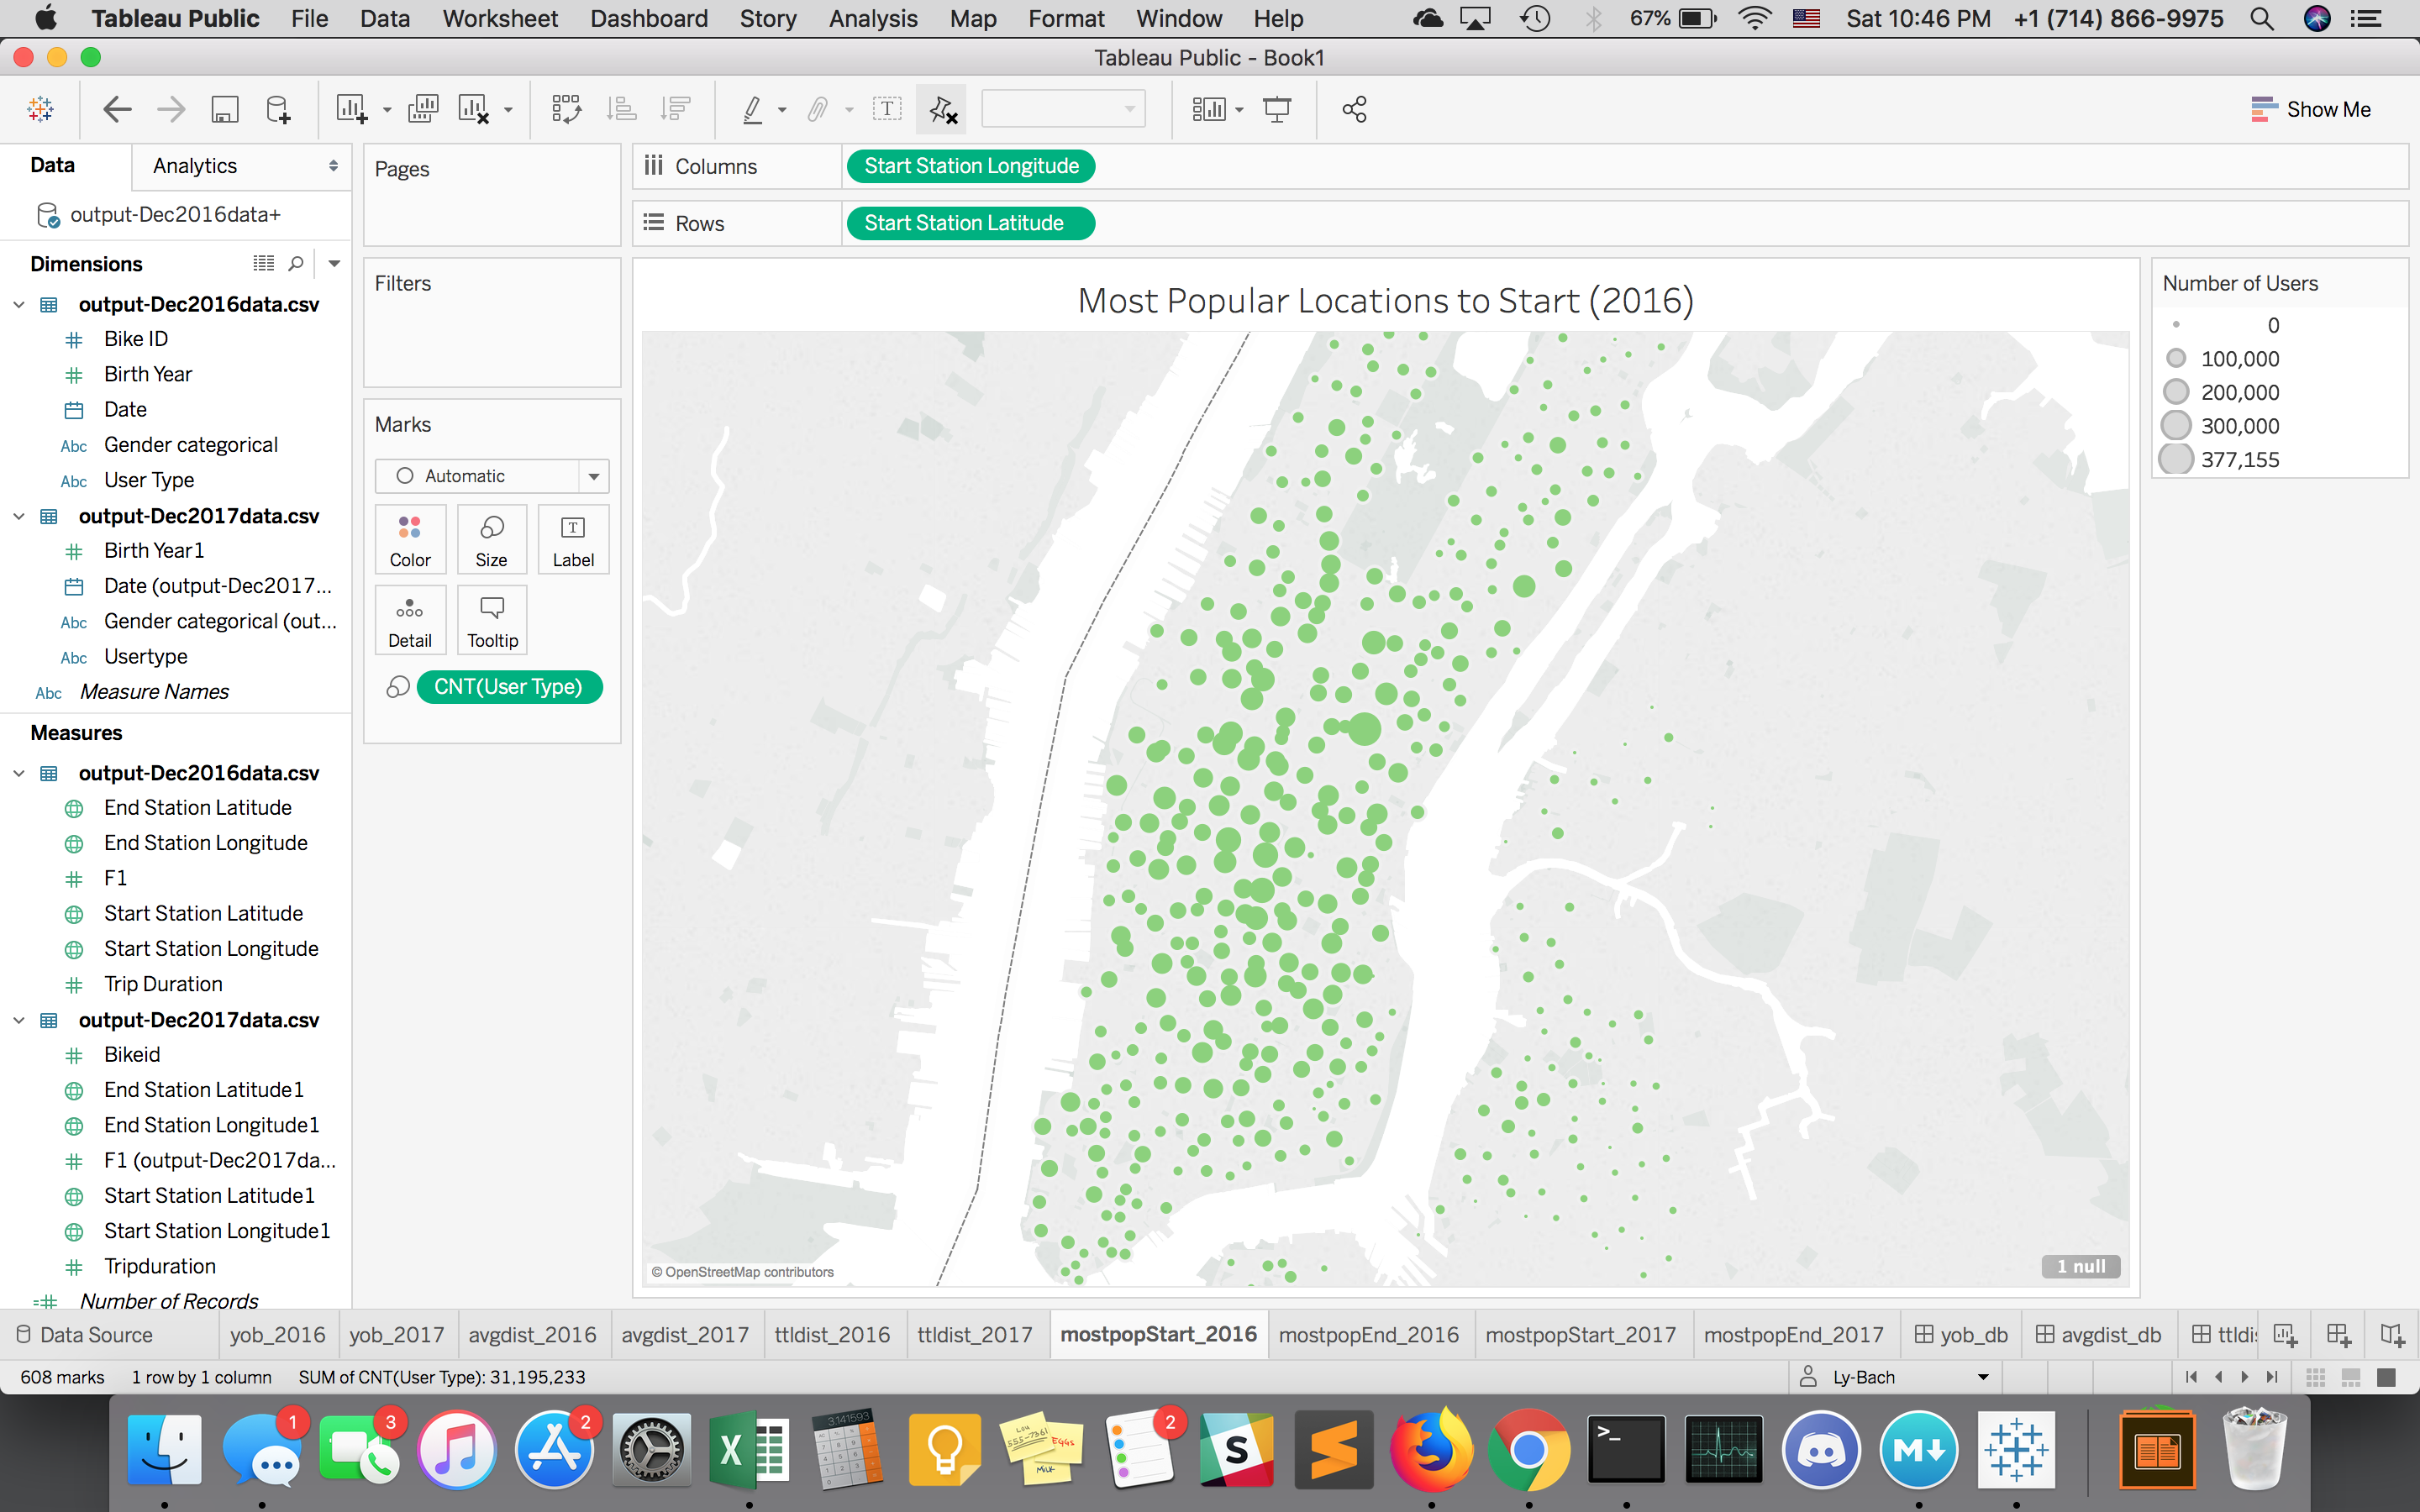 Tableau Public File Data Worksheet Dashboard Story Analysis Map Format Window Help 67% Sat 10:46 PM +1 (714) 866-9975
Tableau Public - Book1
Show Me
Data Analytics
output-Dec2016data+
Dimensions
output-Dec2016data.csv
Bike ID
Birth Year
Date
Abc Gender categorical
Abc User Type
output-Dec2017data.csv
Birth Year1
Date (output-Dec2017...
Abc Gender categorical (out...
Abc Usertype
Abc Measure Names
Measures
output-Dec2016data.csv
End Station Latitude
End Station Longitude
F1
Start Station Latitude
Start Station Longitude
Trip Duration
output-Dec2017data.csv
Bikeid
End Station Latitude1
End Station Longitude1
F1 (output-Dec2017da...
Start Station Latitude1
Start Station Longitude1
Tripduration
Number of Records
Pages
Filters
Marks
Automatic
Color Size Label
Detail Tooltip
CNT(User Type)
Columns Start Station Longitude
Rows Start Station Latitude
Most Popular Locations to Start (2016)
© OpenStreetMap contributors
1 null
Number of Users
0
100,000
200,000
300,000
377,155
Data Source yob_2016 yob_2017 avgdist_2016 avgdist_2017 ttldist_2016 ttldist_2017 mostpopStart_2016 mostpopEnd_2016 mostpopStart_2017 mostpopEnd_2017 yob_db avgdist_db
608 marks 1 row by 1 column SUM of CNT(User Type): 31,195,233 Ly-Bach
1 3 2 3.141593 555-7361 EGGS MILK 2